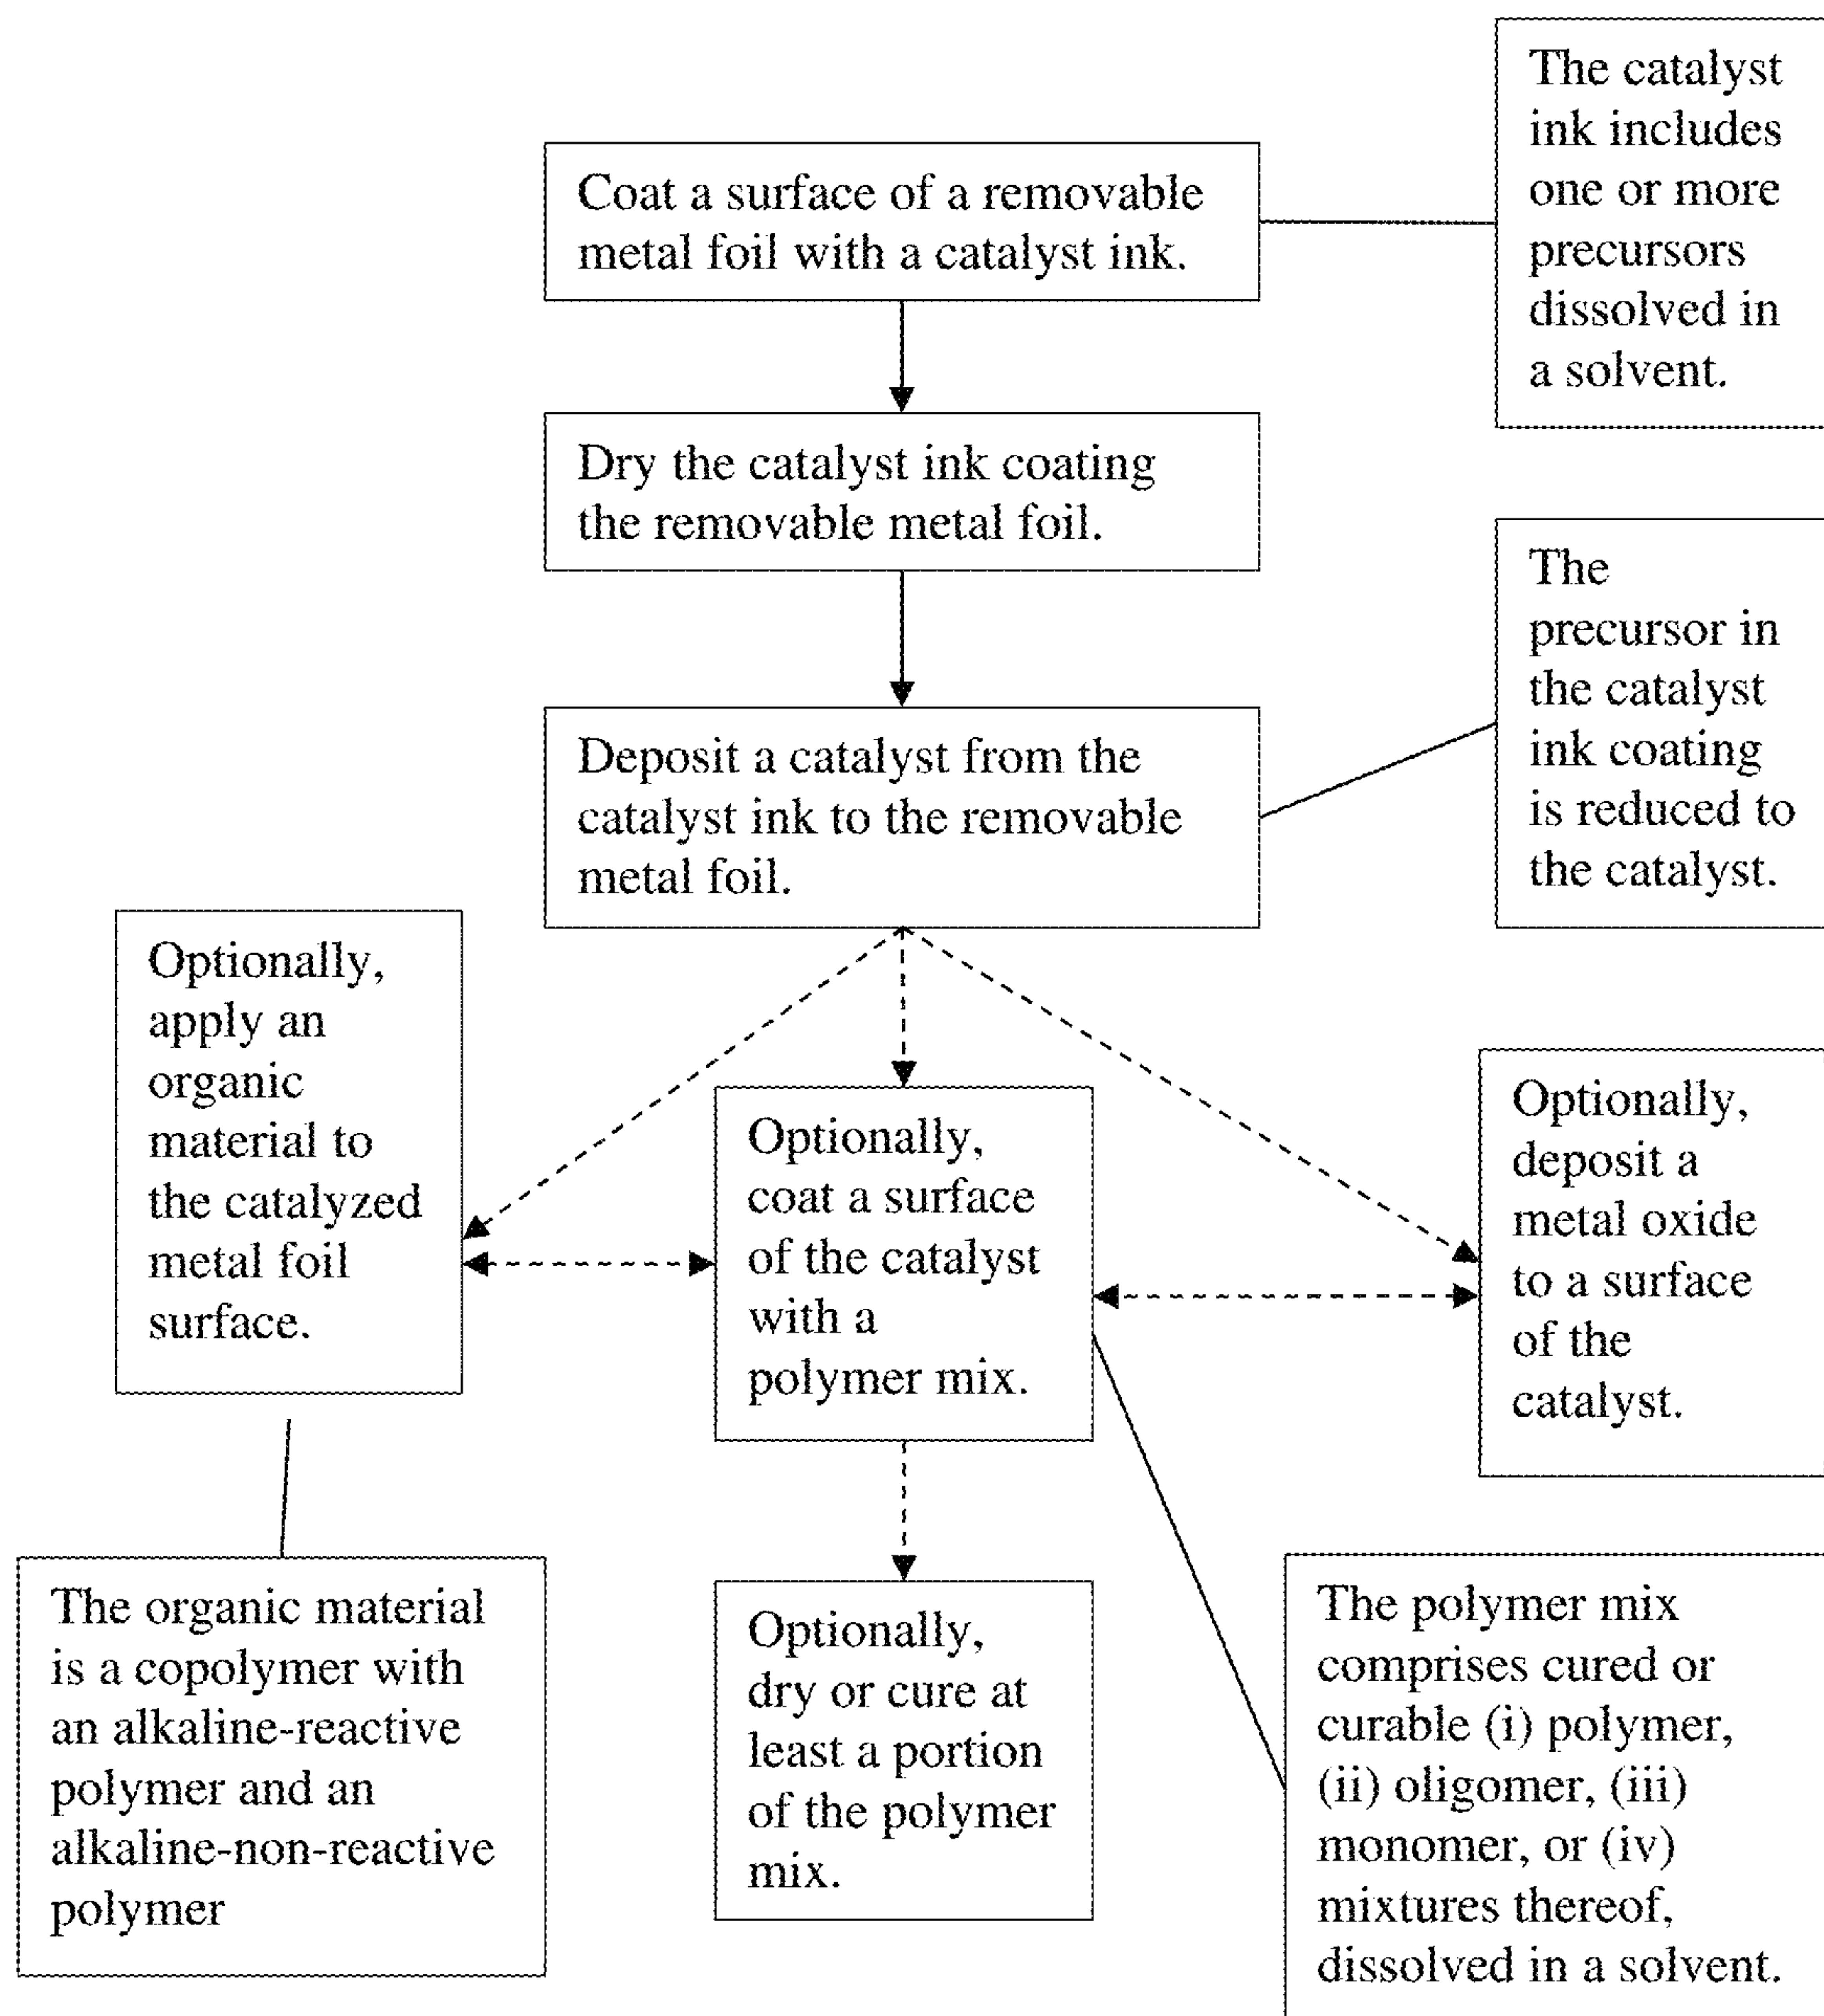 The catalyst
ink includes
one or more
precursors
dissolved in
a solvent.
Coat a surface of a removable
metal foil with a catalyst ink.
Dry the catalyst ink coating
the removable metal foil.
The
precursor in
the catalyst
ink coating
is reduced to
the catalyst.
Deposit a catalyst from the
catalyst ink to the removable
metal foil.
Optionally,
apply an
organic
material to
the catalyzed
metal foil
surface.
Optionally,
coat a surface
of the catalyst
with a
polymer mix.
Optionally,
deposit a
metal oxide
to a surface
of the
catalyst.
The organic material
is a copolymer with
an alkaline-reactive
polymer and an
alkaline-non-reactive
polymer
Optionally,
dry or cure at
least a portion
of the polymer
mix.
The polymer mix
comprises cured or
curable (i) polymer,
(ii) oligomer, (iii)
monomer, or (iv)
mixtures thereof,
dissolved in a solvent.